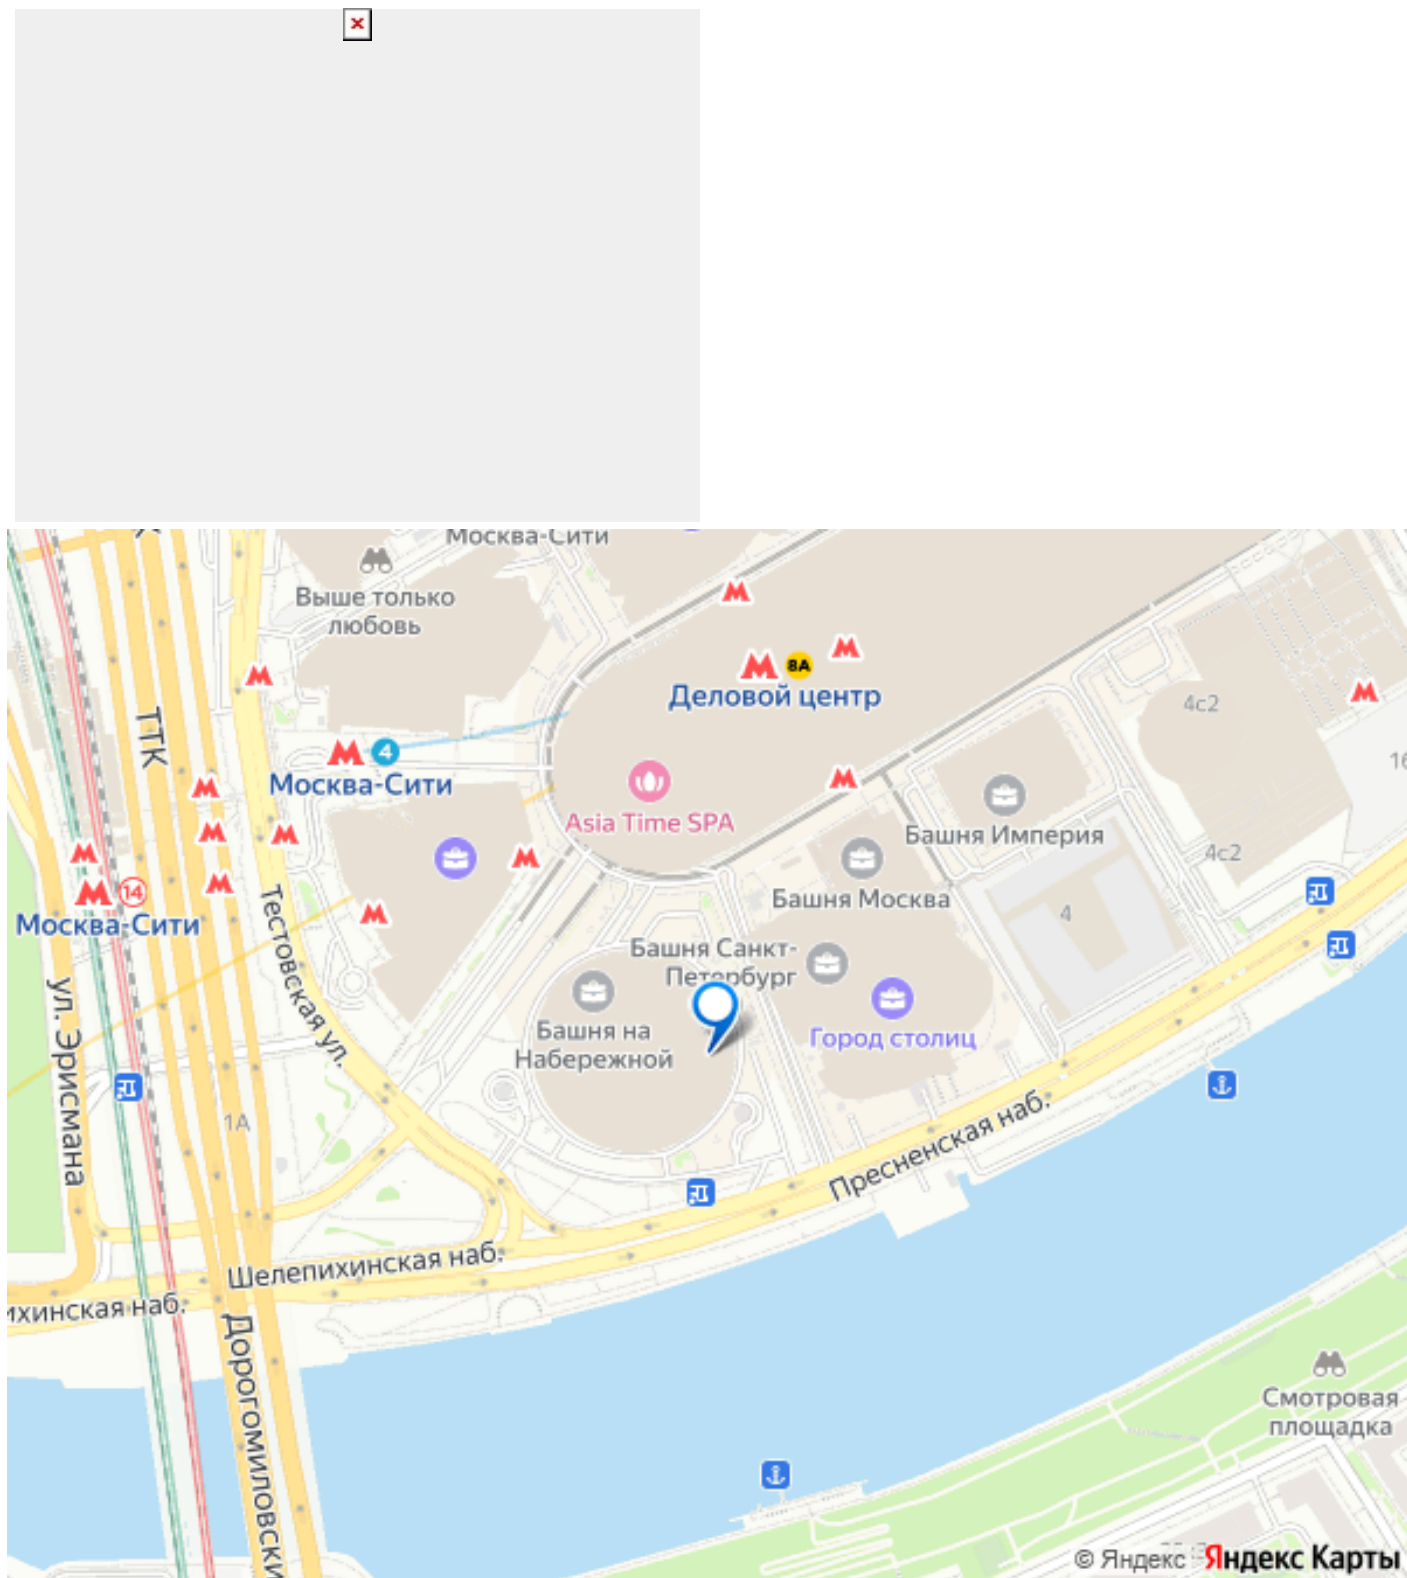 Москва-Сити
Выше только
любовь
8А
Деловой центр
4с2
ТТК
4
Москва-Сити
16
Asia Time SPA
Башня Империя
4с2
14
Москва-Сити
Башня Москва
4
Тестовская ул.
Башня Санкт-
Петербург
ул. Эрисмана
Башня на
Набережной
Город столиц
1А
Пресненская наб.
Шелепихинская наб.
ихинская наб.
Дорогомиловски
Смотровая
площадка
© Яндекс Яндекс Карты